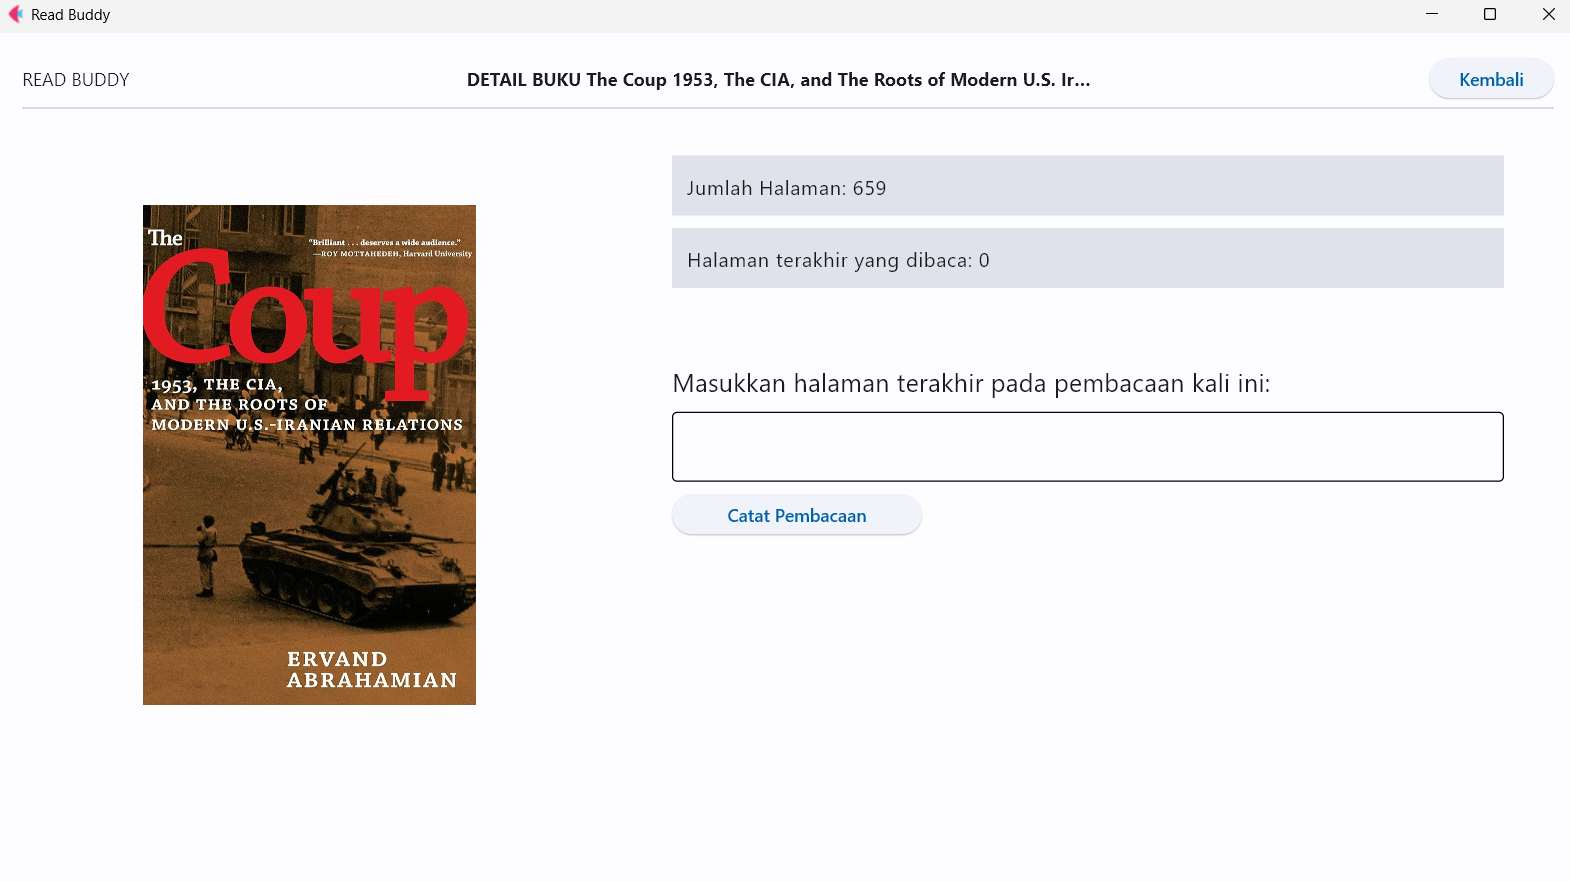 Read Buddy
READ BUDDY
DETAIL BUKU The Coup 1953, The CIA, and The Roots of Modern U.S. Ir...
Kembali
The
Coup
"Brilliant . . . deserves a wide audience."
—ROY MOTTAHEDEH, Harvard University
1953, THE CIA,
AND THE ROOTS OF
MODERN U.S.-IRANIAN RELATIONS
ERVAND
ABRAHAMIAN
Jumlah Halaman: 659
Halaman terakhir yang dibaca: 0
Masukkan halaman terakhir pada pembacaan kali ini:
Catat Pembacaan